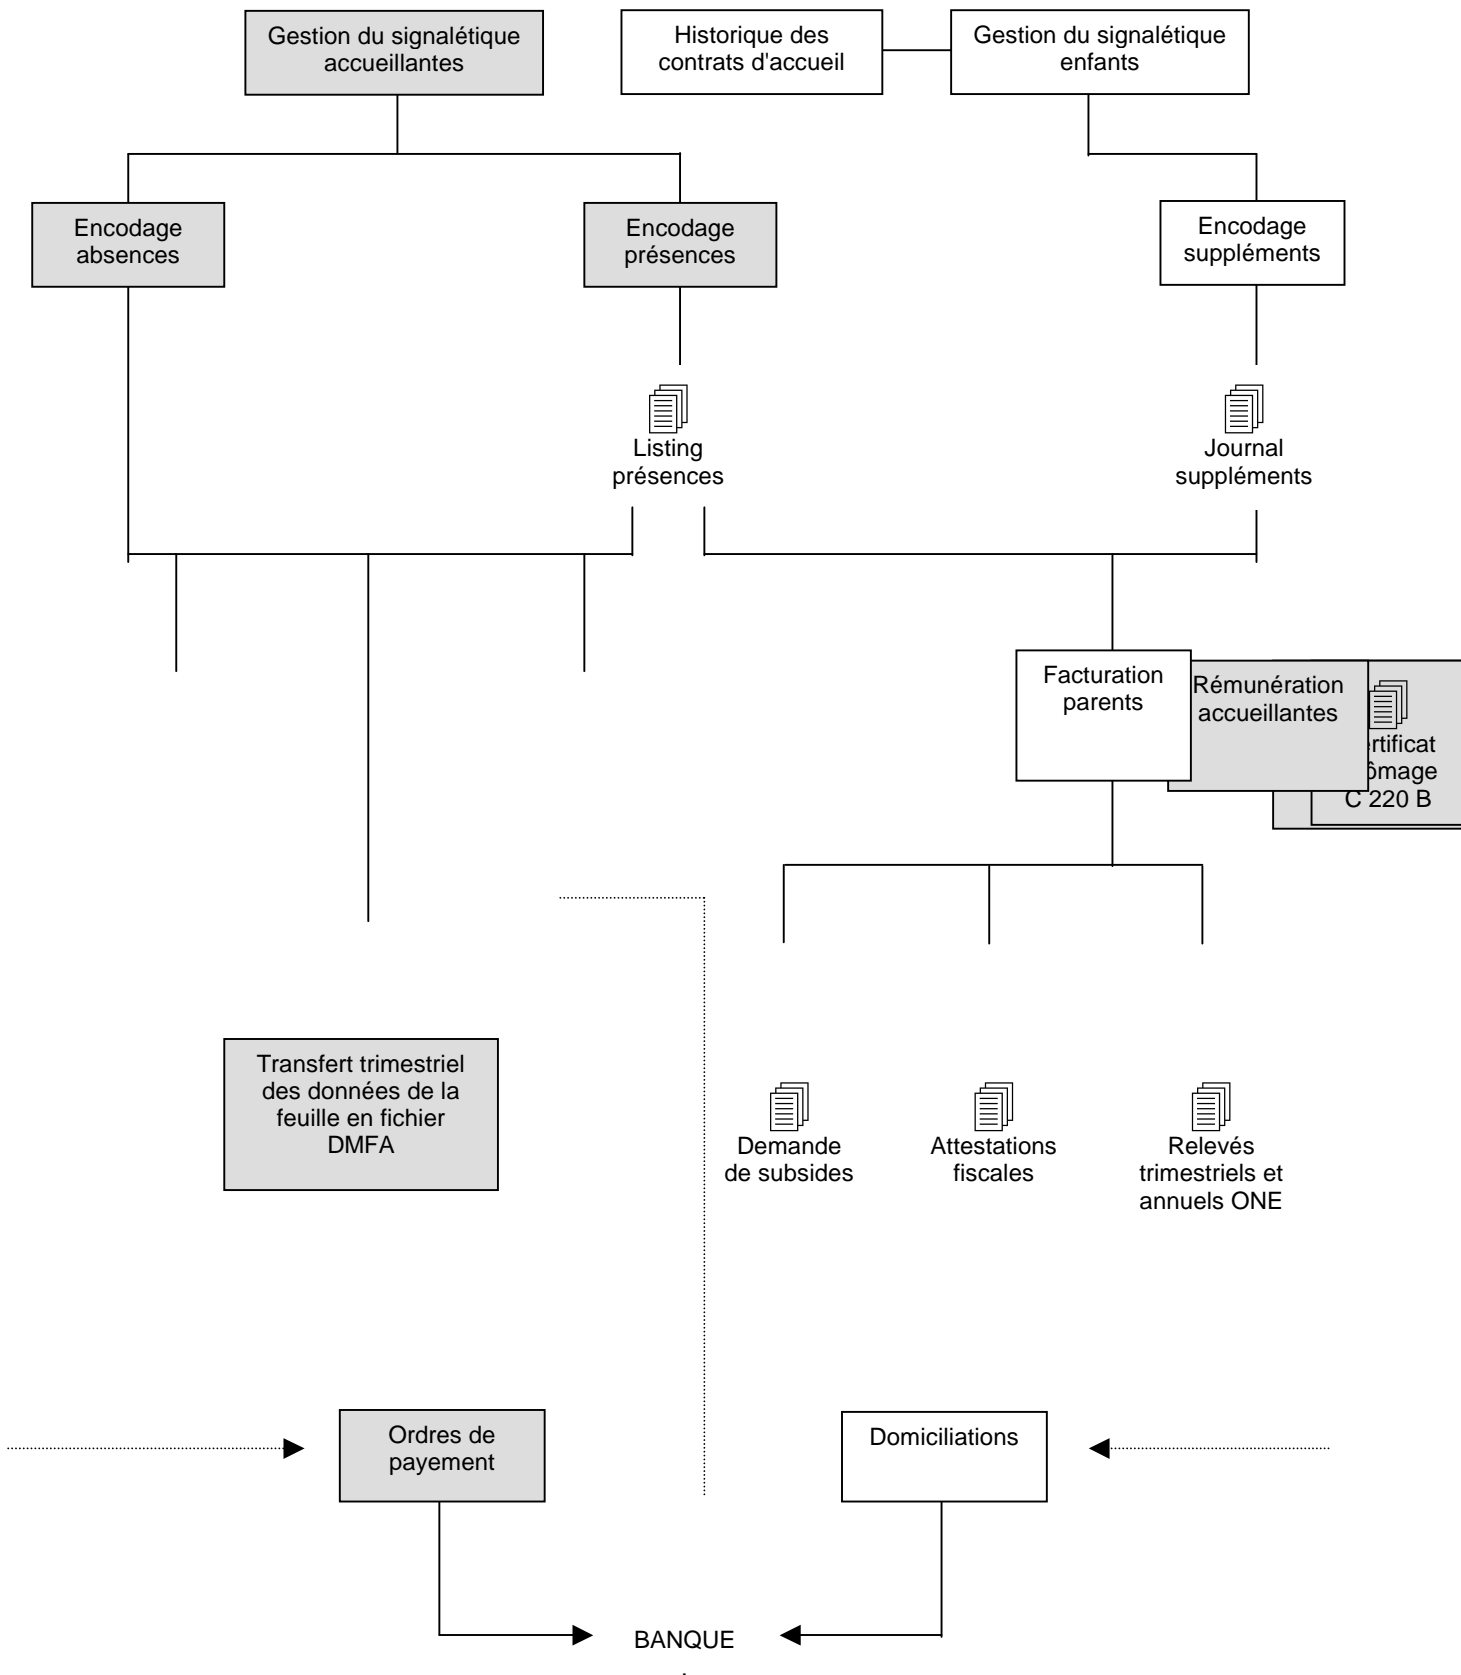 Gestion du signalétique
accueillantes
Historique des
contrats d'accueil
Gestion du signalétique
enfants
Encodage
absences
Encodage
présences
Encodage
suppléments
Listing
présences
Journal
suppléments
Facturation
parents
Rémunération
accueillantes
ertificat
ômage
C 220 B
Transfert trimestriel
des données de la
feuille en fichier
DMFA
Demande
de subsides
Attestations
fiscales
Relevés
trimestriels et
annuels ONE
Ordres de
payement
Domiciliations
BANQUE